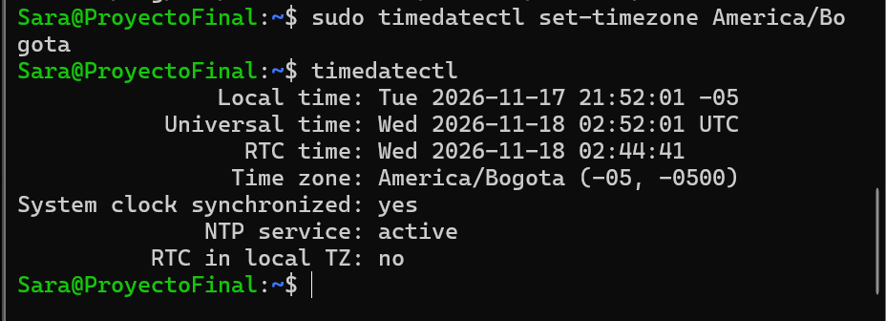 Sara@ProyectoFinal:~$ sudo timedatectl set-timezone America/Bo
gota
Sara@ProyectoFinal:~$ timedatectl
Local time: Tue 2026-11-17 21:52:01 -05
Universal time: Wed 2026-11-18 02:52:01 UTC
RTC time: Wed 2026-11-18 02:44:41
Time zone: America/Bogota (-05, -0500)
System clock synchronized: yes
NTP service: active
RTC in local TZ: no
Sara@ProyectoFinal:~$